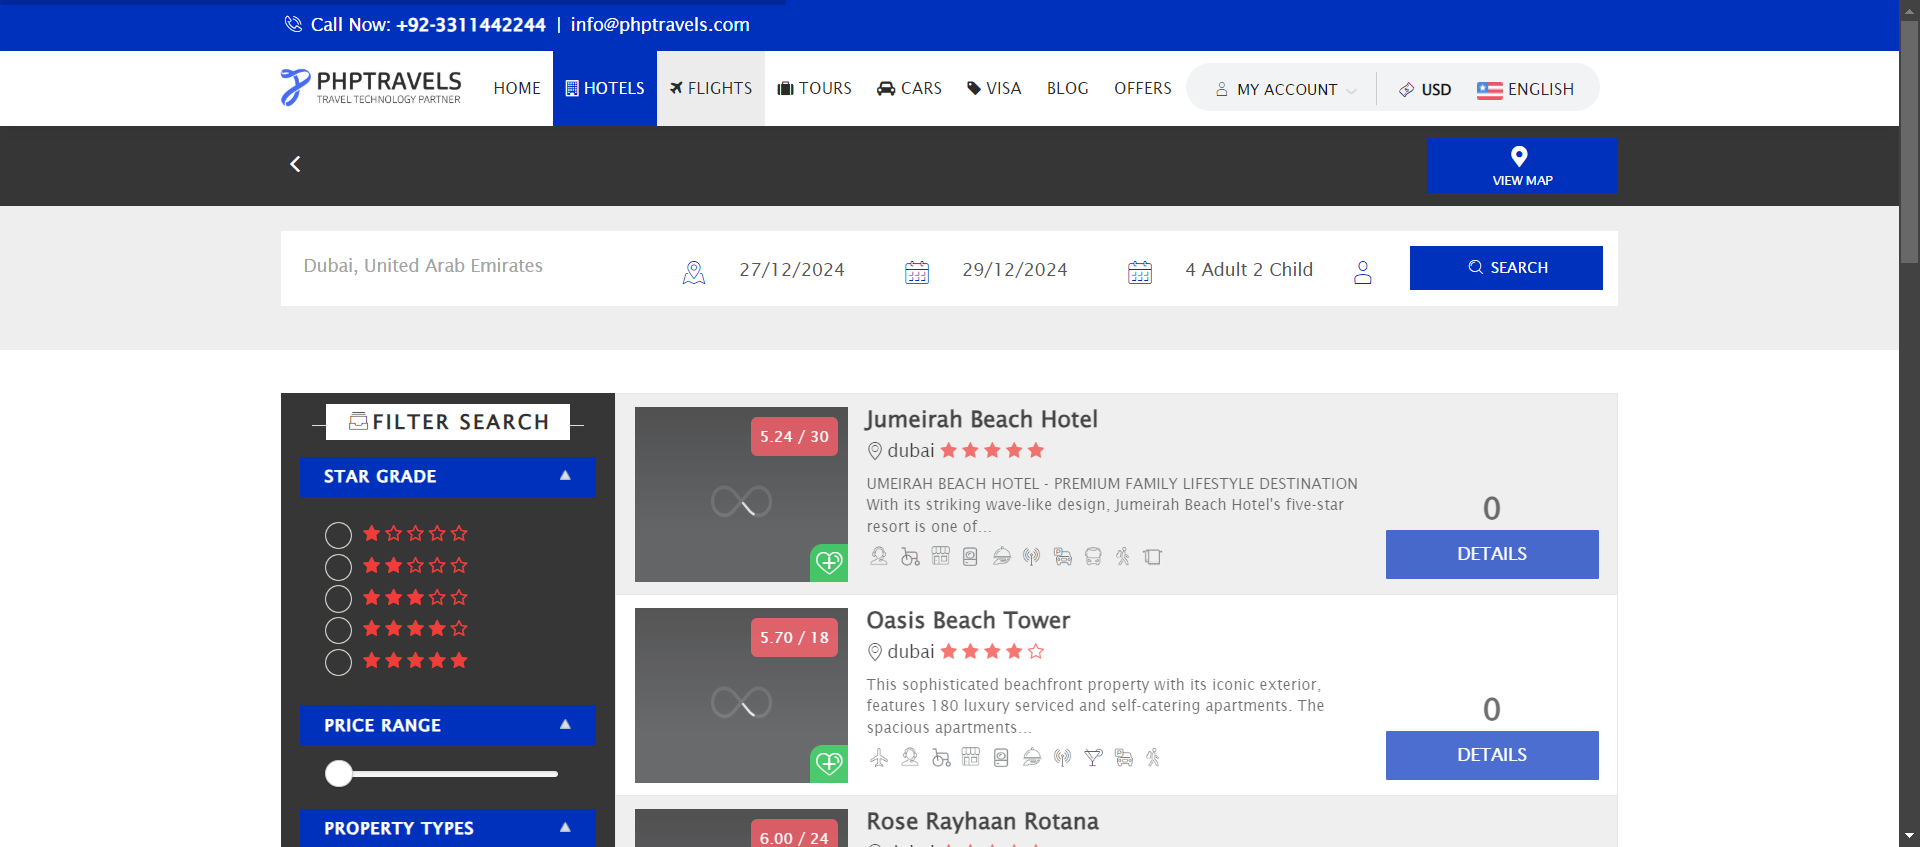 Call Now: +92-3311442244 | info@phptravels.com
PHPTRAVELS
TRAVEL TECHNOLOGY PARTNER
HOME HOTELS FLIGHTS TOURS CARS VISA BLOG OFFERS MY ACCOUNT USD ENGLISH
VIEW MAP
Dubai, United Arab Emirates 27/12/2024 29/12/2024 4 Adult 2 Child SEARCH
FILTER SEARCH
STAR GRADE
PRICE RANGE
PROPERTY TYPES
5.24 / 30
Jumeirah Beach Hotel
dubai
UMEIRAH BEACH HOTEL - PREMIUM FAMILY LIFESTYLE DESTINATION
With its striking wave-like design, Jumeirah Beach Hotel's five-star
resort is one of...
0
DETAILS
5.70 / 18
Oasis Beach Tower
dubai
This sophisticated beachfront property with its iconic exterior,
features 180 luxury serviced and self-catering apartments. The
spacious apartments...
0
DETAILS
6.00 / 24
Rose Rayhaan Rotana